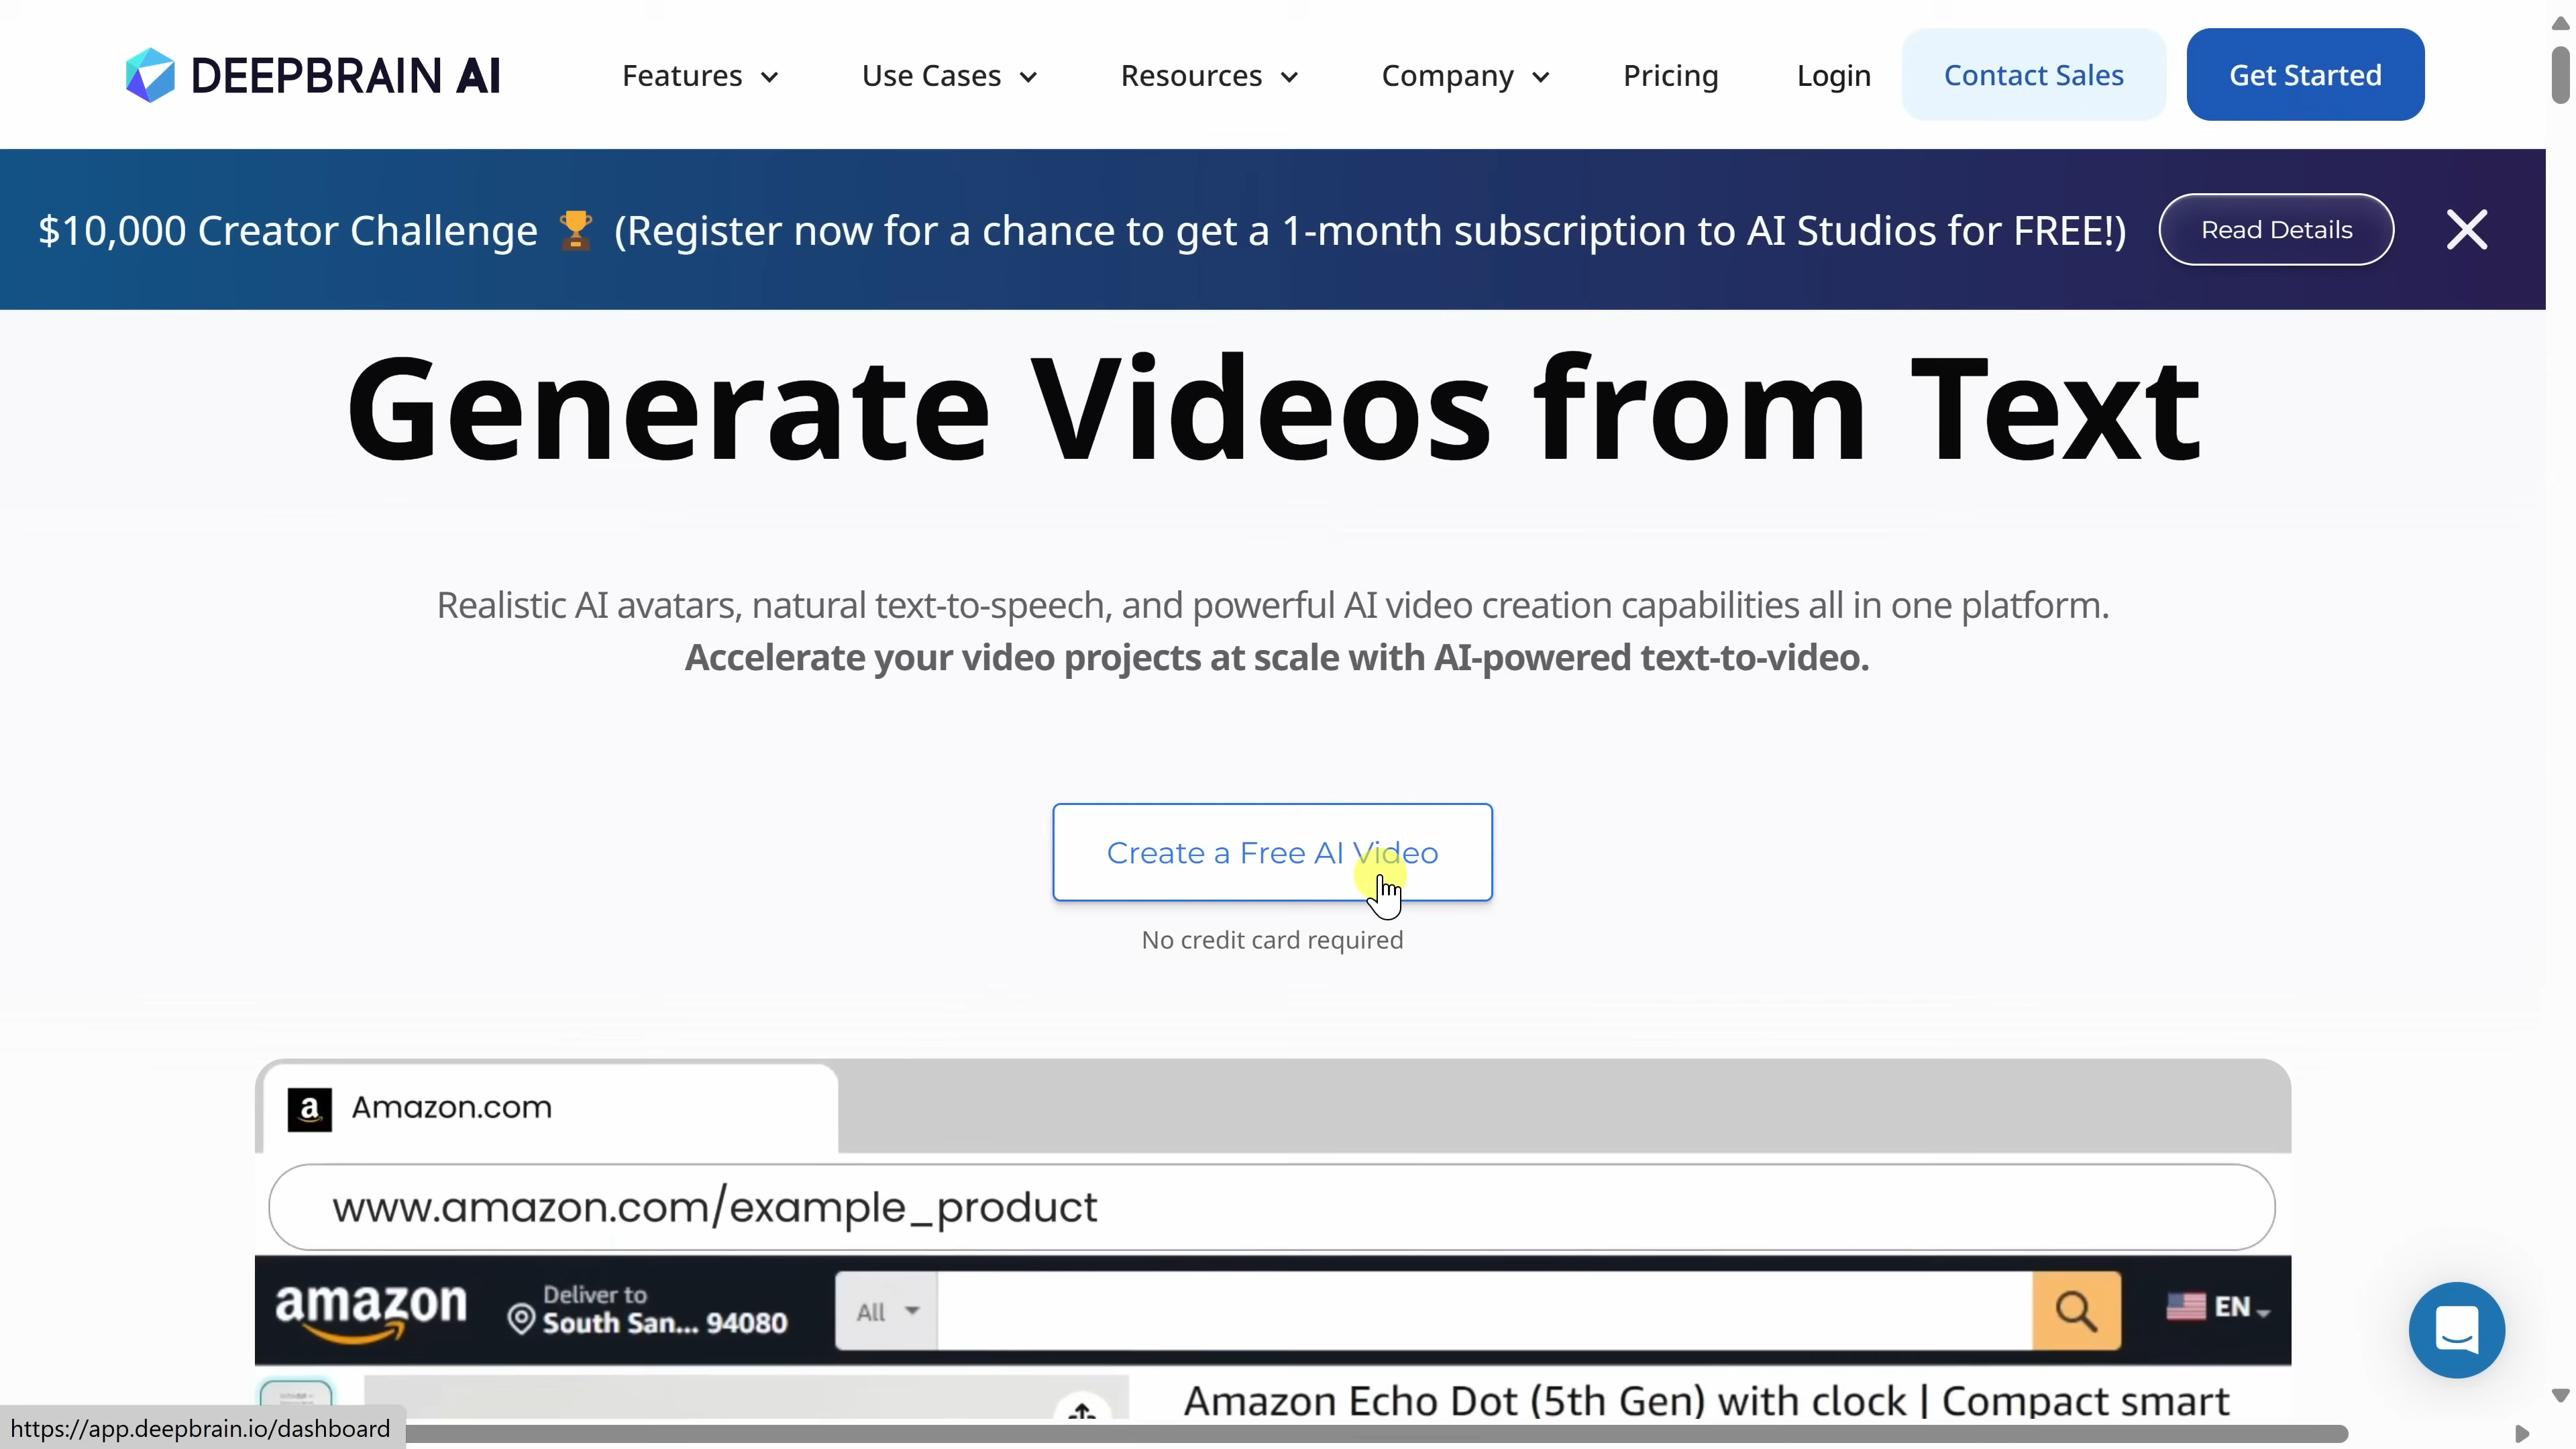 DEEPBRAIN AI
Features
Use Cases
Resources
Company
Pricing
Login
Contact Sales
Get Started
$10,000 Creator Challenge 🏆 (Register now for a chance to get a 1-month subscription to AI Studios for FREE!)
Read Details
Generate Videos from Text
Realistic AI avatars, natural text-to-speech, and powerful AI video creation capabilities all in one platform.
Accelerate your video projects at scale with AI-powered text-to-video.
Create a Free AI Video
No credit card required
a Amazon.com
www.amazon.com/example_product
amazon
Deliver to
South San... 94080
All
EN
Amazon Echo Dot (5th Gen) with clock | Compact smart
https://app.deepbrain.io/dashboard